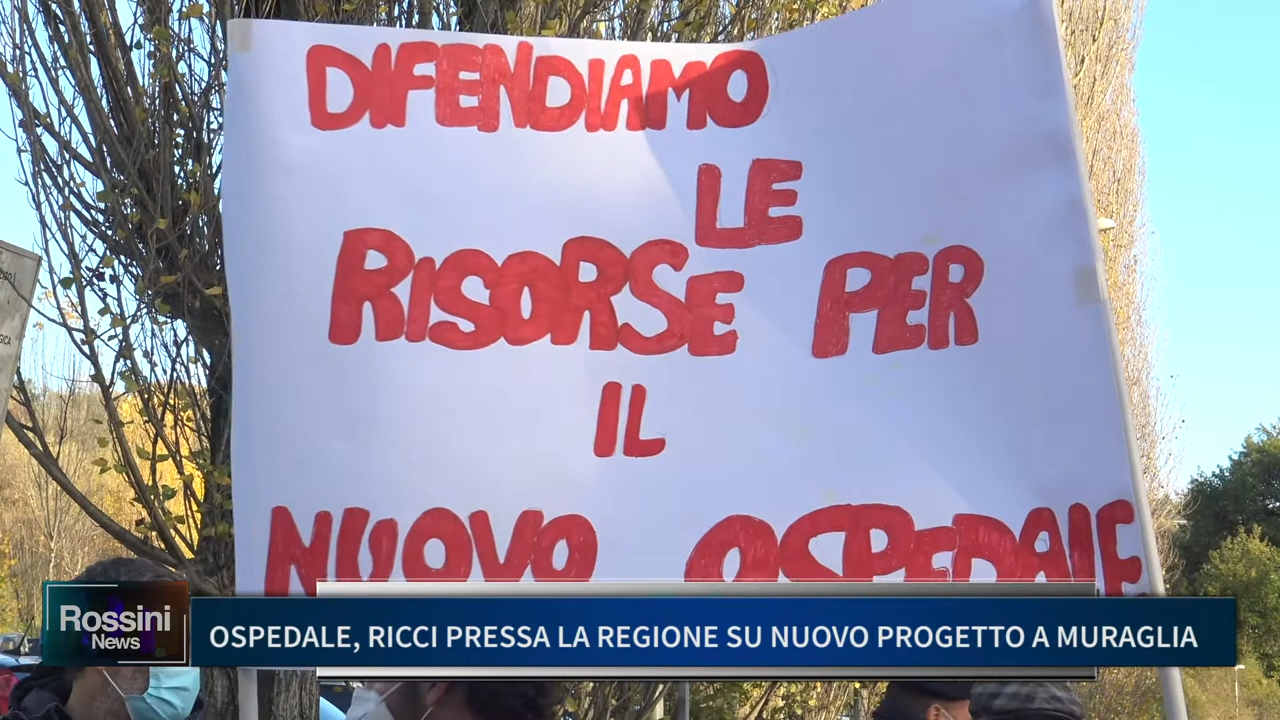 DIFENDIAMO
LE
RISORSE PER
IL
NUOVO OSPEDALE
Rossini
News
OSPEDALE, RICCI PRESSA LA REGIONE SU NUOVO PROGETTO A MURAGLIA